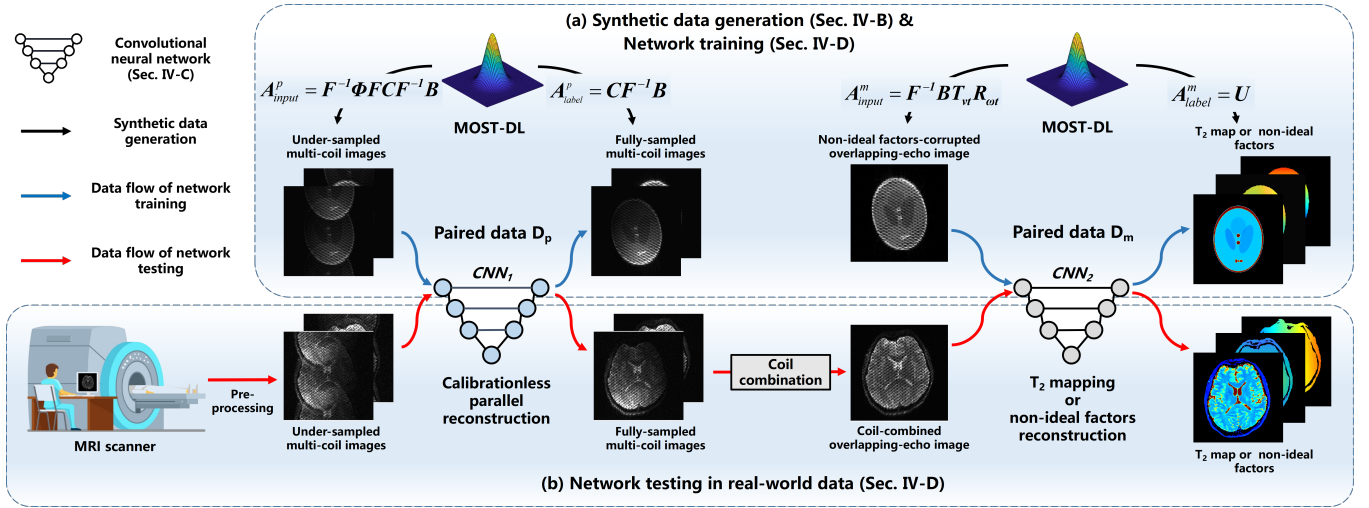 Convolutional
neural network
(Sec. IV-C)
Synthetic data
generation
Data flow of network
training
Data flow of network
testing
(a) Synthetic data generation (Sec. IV-B) &
Network training (Sec. IV-D)
A^p_input = F⁻¹ΦFCF⁻¹B
MOST-DL
A^p_label = CF⁻¹B
Under-sampled
multi-coil images
Fully-sampled
multi-coil images
Paired data Dₚ
CNN₁
A^m_input = F⁻¹BT_νt R_ωt
MOST-DL
A^m_label = U
Non-ideal factors-corrupted
overlapping-echo image
T₂ map or non-ideal
factors
Paired data Dₘ
CNN₂
MRI scanner
Pre-
processing
Under-sampled
multi-coil images
Calibrationless
parallel
reconstruction
Fully-sampled
multi-coil images
Coil
combination
Coil-combined
overlapping-echo image
T₂ mapping
or
non-ideal factors
reconstruction
T₂ map or non-ideal
factors
(b) Network testing in real-world data (Sec. IV-D)